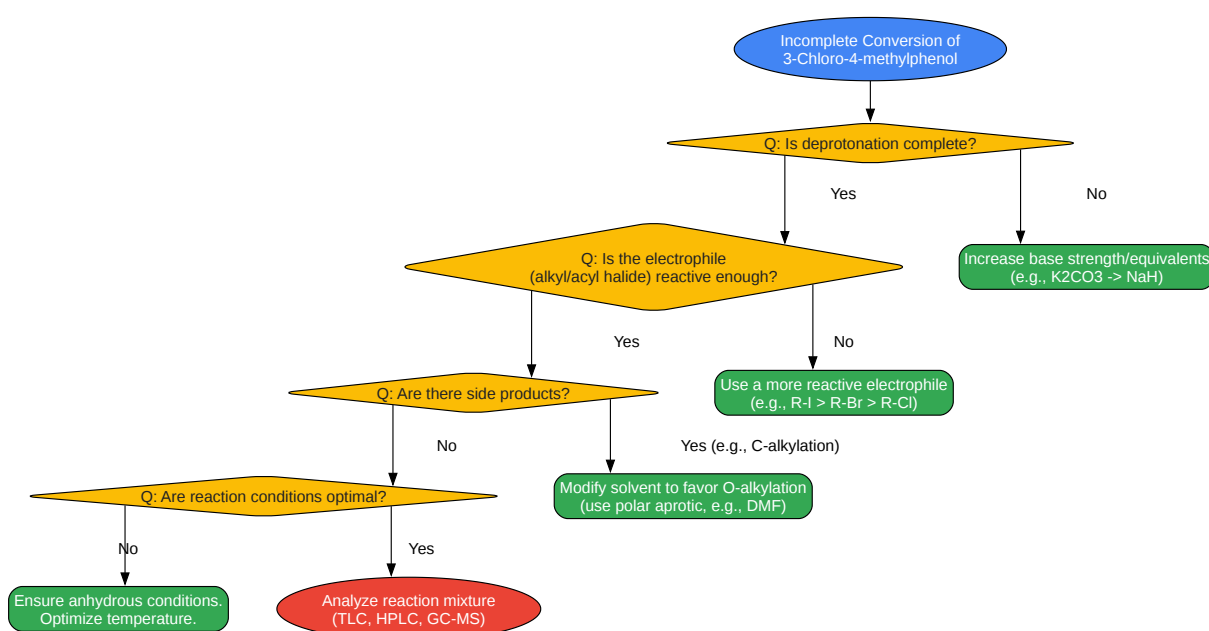 Incomplete Conversion of
3-Chloro-4-methylphenol
Q: Is deprotonation complete?
Yes
No
Q: Is the electrophile
(alkyl/acyl halide) reactive enough?
Increase base strength/equivalents
(e.g., K2CO3 -> NaH)
Yes
No
Q: Are there side products?
Use a more reactive electrophile
(e.g., R-I > R-Br > R-Cl)
No
Yes (e.g., C-alkylation)
Q: Are reaction conditions optimal?
Modify solvent to favor O-alkylation
(use polar aprotic, e.g., DMF)
No
Yes
Ensure anhydrous conditions.
Optimize temperature.
Analyze reaction mixture
(TLC, HPLC, GC-MS)